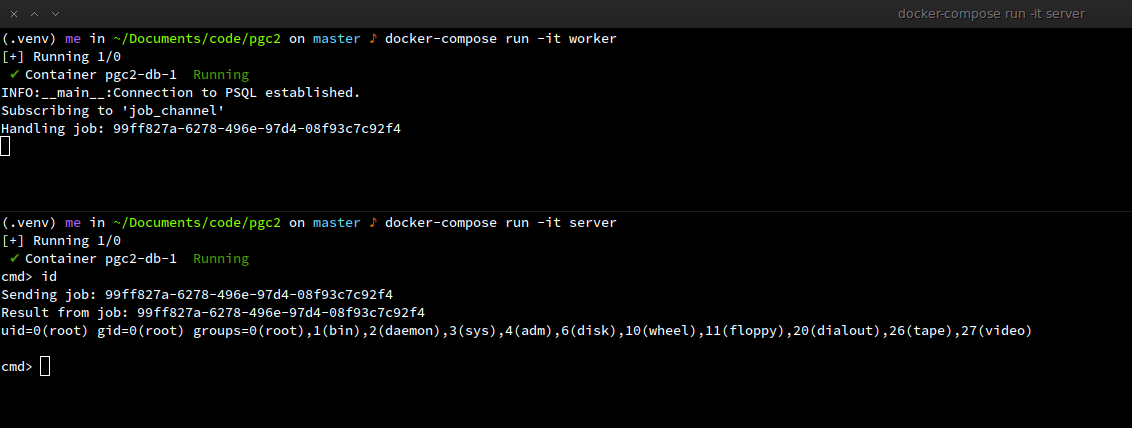 docker-compose run -it server
(.venv) me in ~/Documents/code/pgc2 on master ♪ docker-compose run -it worker
[+] Running 1/0
✔ Container pgc2-db-1  Running
INFO:__main__:Connection to PSQL established.
Subscribing to 'job_channel'
Handling job: 99ff827a-6278-496e-97d4-08f93c7c92f4
(.venv) me in ~/Documents/code/pgc2 on master ♪ docker-compose run -it server
[+] Running 1/0
✔ Container pgc2-db-1  Running
cmd> id
Sending job: 99ff827a-6278-496e-97d4-08f93c7c92f4
Result from job: 99ff827a-6278-496e-97d4-08f93c7c92f4
uid=0(root) gid=0(root) groups=0(root),1(bin),2(daemon),3(sys),4(adm),6(disk),10(wheel),11(floppy),20(dialout),26(tape),27(video)
cmd>